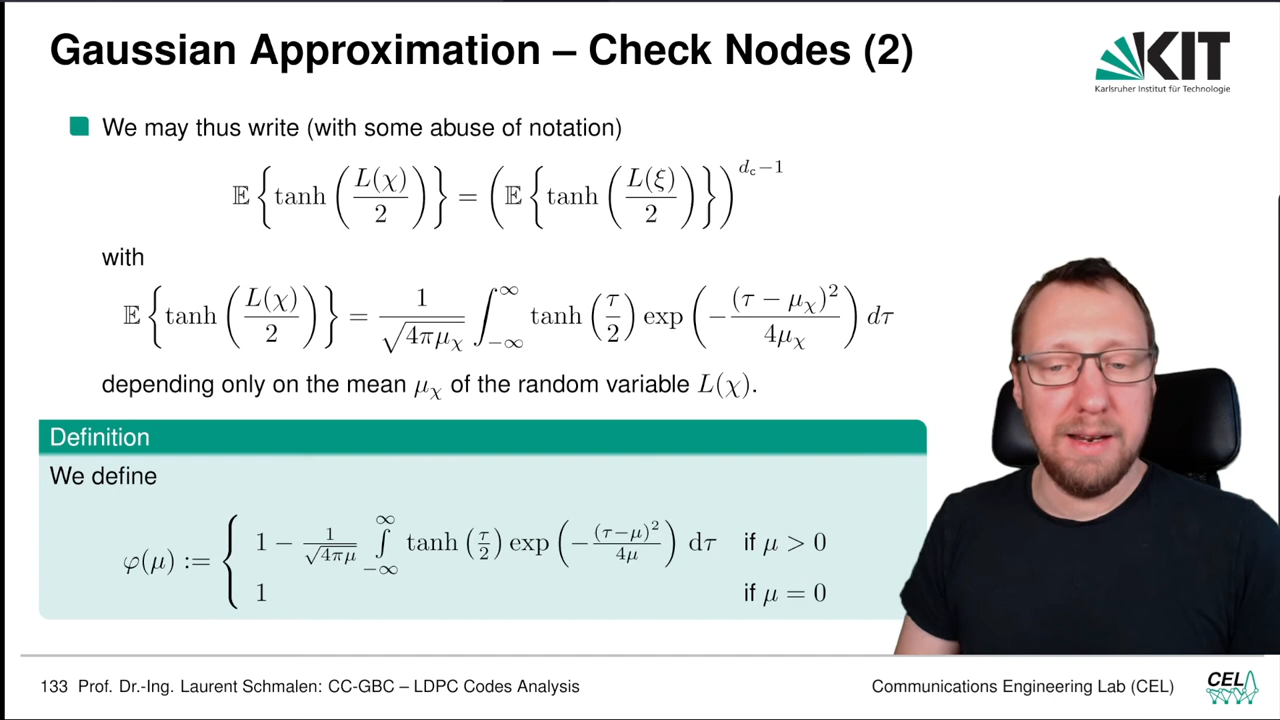 Gaussian Approximation – Check Nodes (2)
KIT
Karlsruher Institut für Technologie
We may thus write (with some abuse of notation)
𝔼{tanh(L(χ)/2)} = (𝔼{tanh(L(ξ)/2)})^{d_c−1}
with
𝔼{tanh(L(χ)/2)} = 1/√(4πμ_χ) ∫_{−∞}^{∞} tanh(τ/2) exp(−(τ − μ_χ)²/(4μ_χ)) dτ
depending only on the mean μ_χ of the random variable L(χ).
Definition
We define
φ(μ) := { 1 − 1/√(4πμ) ∫_{−∞}^{∞} tanh(τ/2) exp(−(τ−μ)²/(4μ)) dτ if μ > 0
1 if μ = 0
133 Prof. Dr.-Ing. Laurent Schmalen: CC-GBC – LDPC Codes Analysis
Communications Engineering Lab (CEL)
CEL